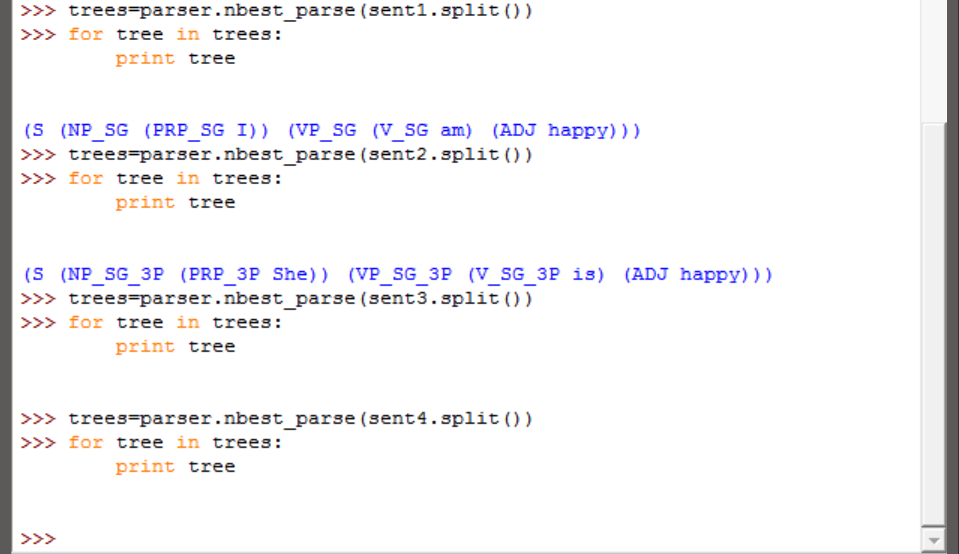 >>> trees=parser.nbest_parse(sent1.split())
>>> for tree in trees:
        print tree
(S (NP_SG (PRP_SG I)) (VP_SG (V_SG am) (ADJ happy)))
>>> trees=parser.nbest_parse(sent2.split())
>>> for tree in trees:
        print tree
(S (NP_SG_3P (PRP_3P She)) (VP_SG_3P (V_SG_3P is) (ADJ happy)))
>>> trees=parser.nbest_parse(sent3.split())
>>> for tree in trees:
        print tree
>>> trees=parser.nbest_parse(sent4.split())
>>> for tree in trees:
        print tree
>>>